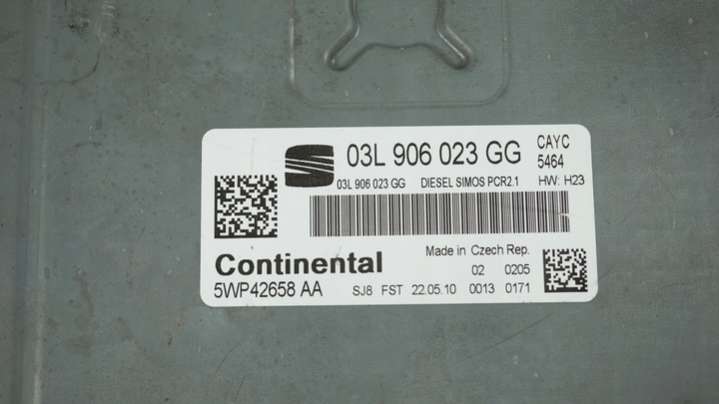 03L 906 023 GG CAYC
5464
03L 906 023 GG DIESEL SIMOS PCR2.1 HW: H23
Continental Made in Czech Rep.
02 0205
5WP42658 AA SJ8 FST 22.05.10 0013 0171